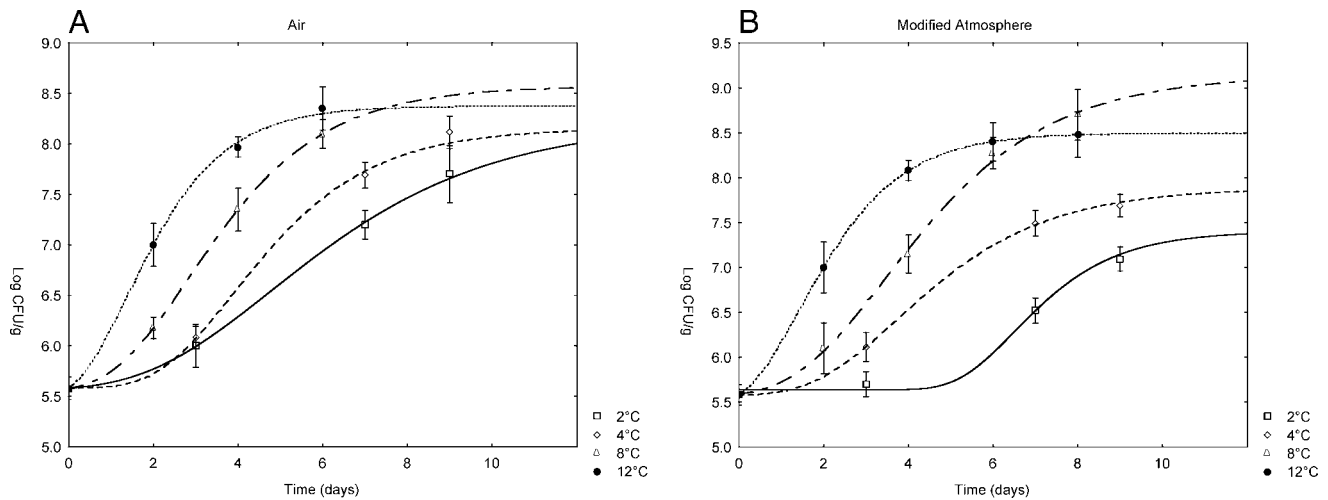 A
Air
9.0
8.5
8.0
7.5
7.0
6.5
6.0
5.5
5.0
Log CFU/g
0 2 4 6 8 10
Time (days)
2°C
4°C
8°C
12°C
B
Modified Atmosphere
9.5
9.0
8.5
8.0
7.5
7.0
6.5
6.0
5.5
5.0
Log CFU/g
0 2 4 6 8 10
Time (days)
2°C
4°C
8°C
12°C